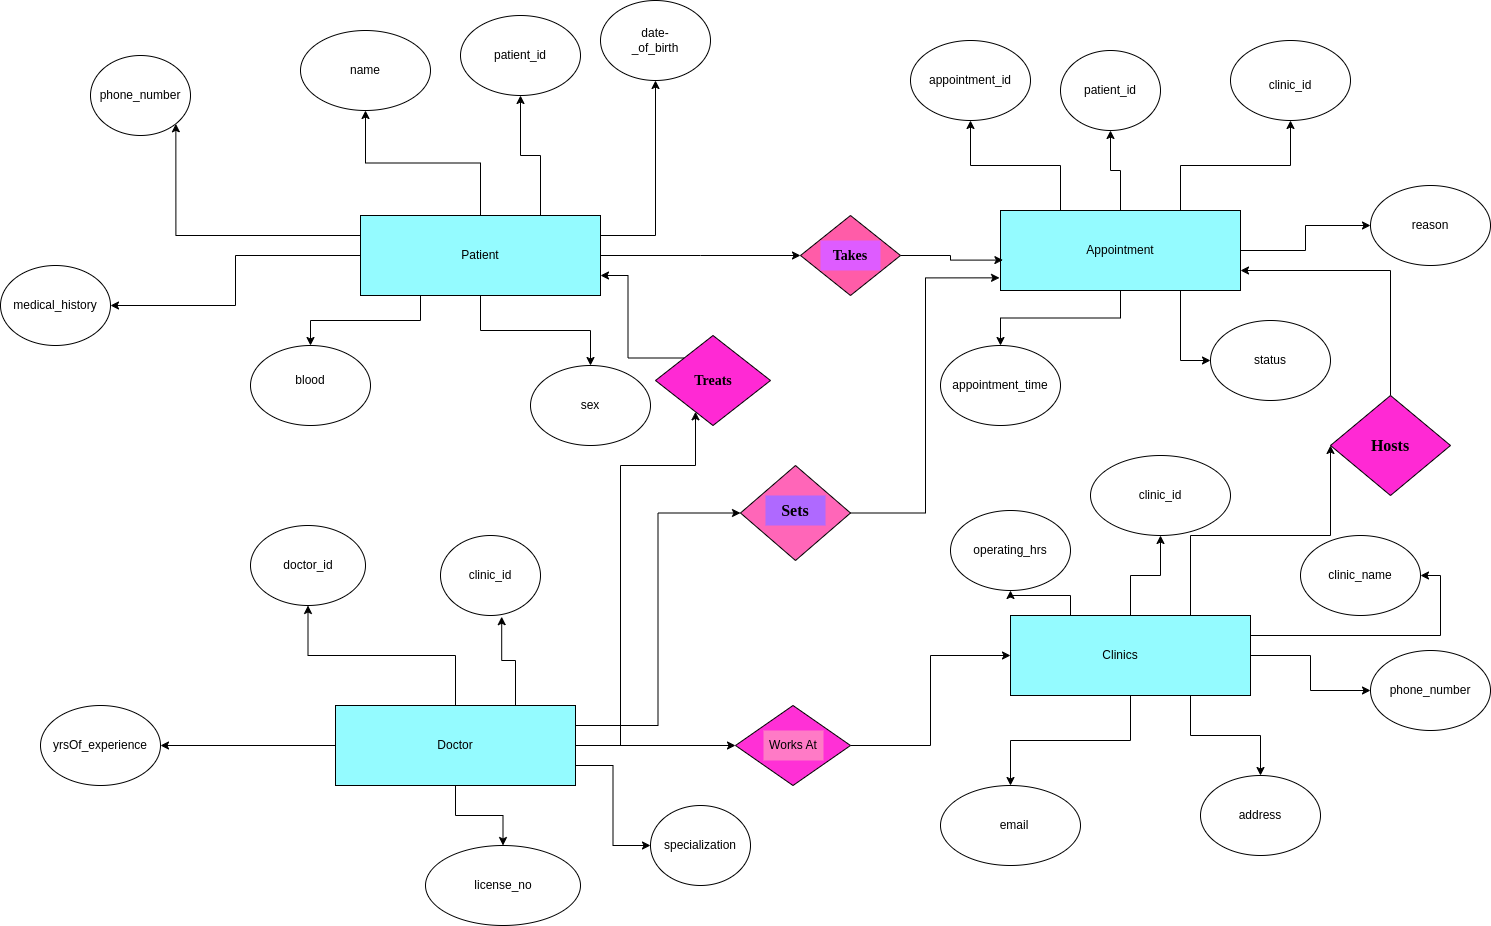 date-
_of_birth
patient_id
name
phone_number
appointment_id
patient_id
clinic_id
reason
Patient
Takes
Appointment
medical_history
blood
sex
Treats
appointment_time
status
Hosts
Sets
clinic_id
operating_hrs
clinic_name
doctor_id
clinic_id
Clinics
phone_number
yrsOf_experience
Doctor
Works At
email
address
specialization
license_no